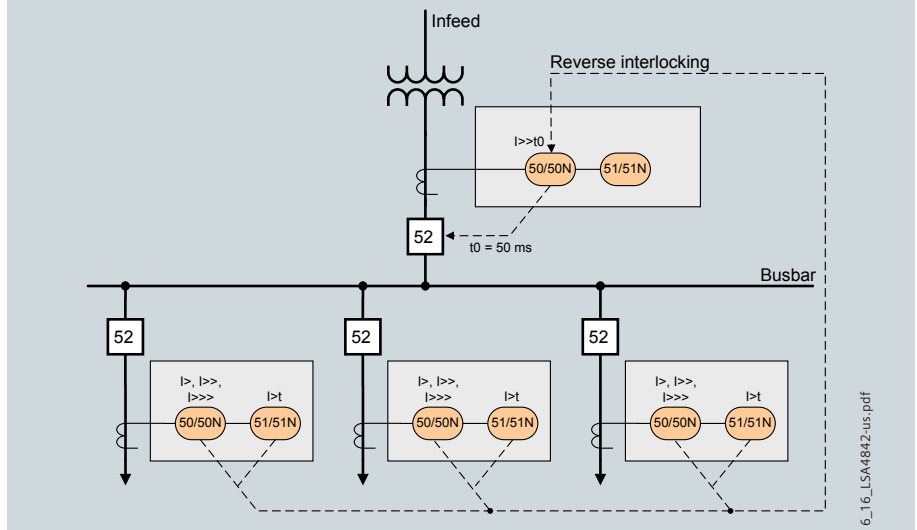 Infeed
Reverse interlocking
I>>t0
50/50N
51/51N
52
t0 = 50 ms
Busbar
52
52
52
I>, I>>,
I>>>
I>t
50/50N
51/51N
I>, I>>,
I>>>
I>t
50/50N
51/51N
I>, I>>,
I>>>
I>t
50/50N
51/51N
6_16_LSA4842-us.pdf